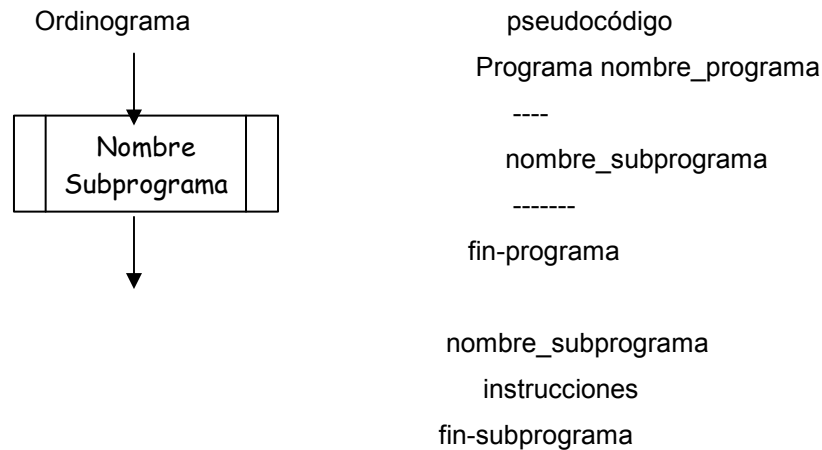 Ordinograma
Nombre
Subprograma
pseudocódigo
Programa nombre_programa
----
nombre_subprograma
-------
fin-programa
nombre_subprograma
instrucciones
fin-subprograma